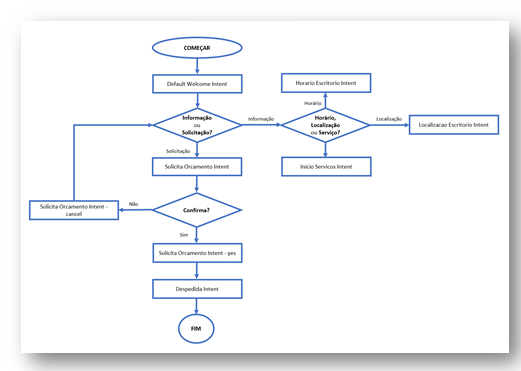 COMEÇAR
Default Welcome Intent
Horario Escritorio Intent
Horário
Informação
ou
Solicitação?
Informação
Horário,
Localização
ou Serviço?
Localização
Localizacao Escritorio Intent
Solicitação
Solicita Orcamento Intent
Inicio Servicos Intent
Solicita Orcamento Intent -
cancel
Não
Confirma?
Sim
Solicita Orcamento Intent - yes
Despedida Intent
FIM